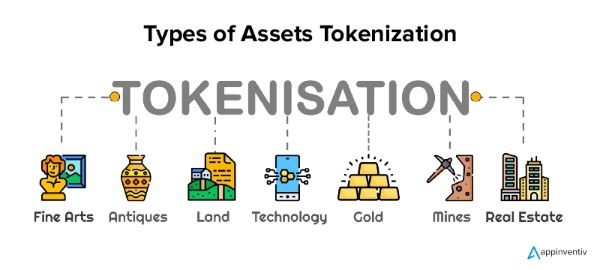 Types of Assets Tokenization
TOKENISATION
Fine Arts Antiques Land Technology Gold Mines Real Estate
appinventiv